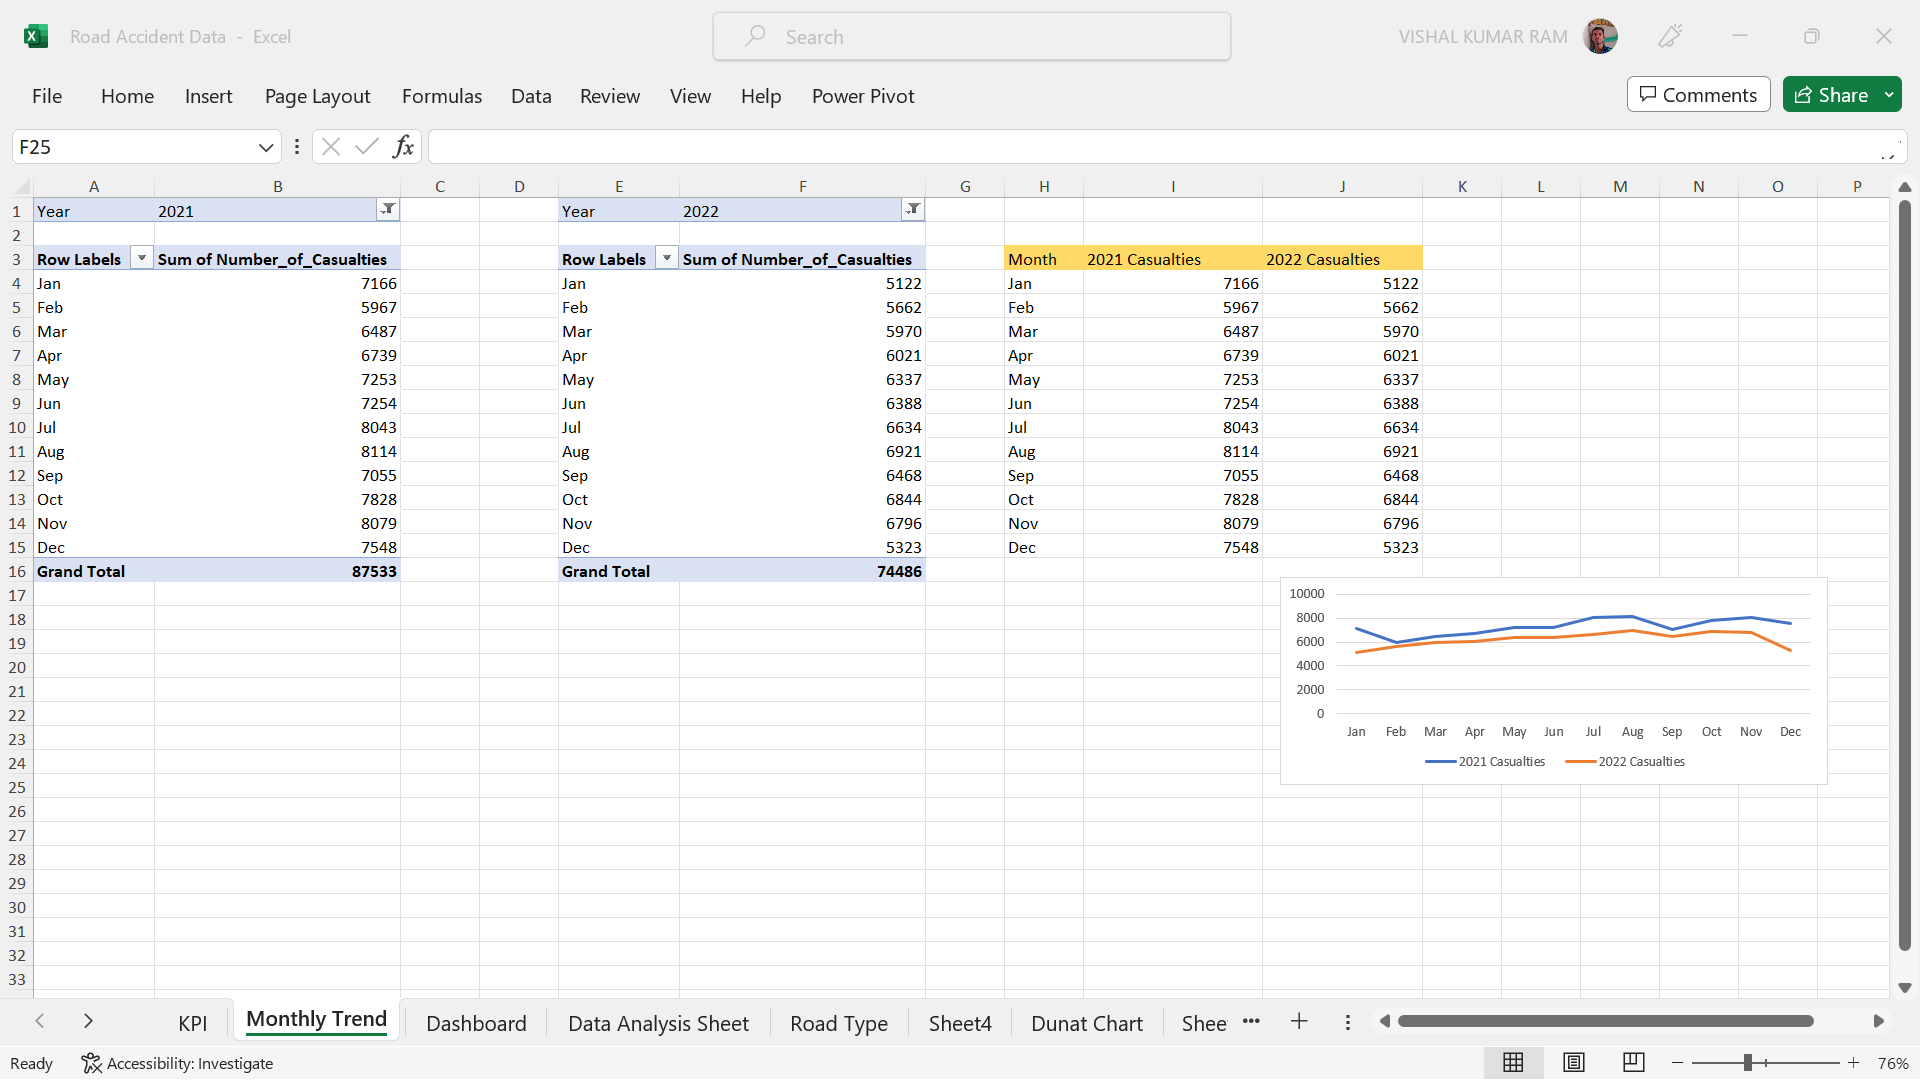 Road Accident Data - Excel
Search
VISHAL KUMAR RAM
File Home Insert Page Layout Formulas Data Review View Help Power Pivot
Comments Share
F25
fx
A B C D E F G H I J K L M N O P
1 Year 2021 Year 2022
2
3 Row Labels Sum of Number_of_Casualties Row Labels Sum of Number_of_Casualties Month 2021 Casualties 2022 Casualties
4 Jan 7166 Jan 5122 Jan 7166 5122
5 Feb 5967 Feb 5662 Feb 5967 5662
6 Mar 6487 Mar 5970 Mar 6487 5970
7 Apr 6739 Apr 6021 Apr 6739 6021
8 May 7253 May 6337 May 7253 6337
9 Jun 7254 Jun 6388 Jun 7254 6388
10 Jul 8043 Jul 6634 Jul 8043 6634
11 Aug 8114 Aug 6921 Aug 8114 6921
12 Sep 7055 Sep 6468 Sep 7055 6468
13 Oct 7828 Oct 6844 Oct 7828 6844
14 Nov 8079 Nov 6796 Nov 8079 6796
15 Dec 7548 Dec 5323 Dec 7548 5323
16 Grand Total 87533 Grand Total 74486
17
18
19
20
21
22
23
24
25
26
27
28
29
30
31
32
33
10000
8000
6000
4000
2000
0
Jan Feb Mar Apr May Jun Jul Aug Sep Oct Nov Dec
2021 Casualties 2022 Casualties
KPI Monthly Trend Dashboard Data Analysis Sheet Road Type Sheet4 Dunat Chart Shee
Ready Accessibility: Investigate 76%